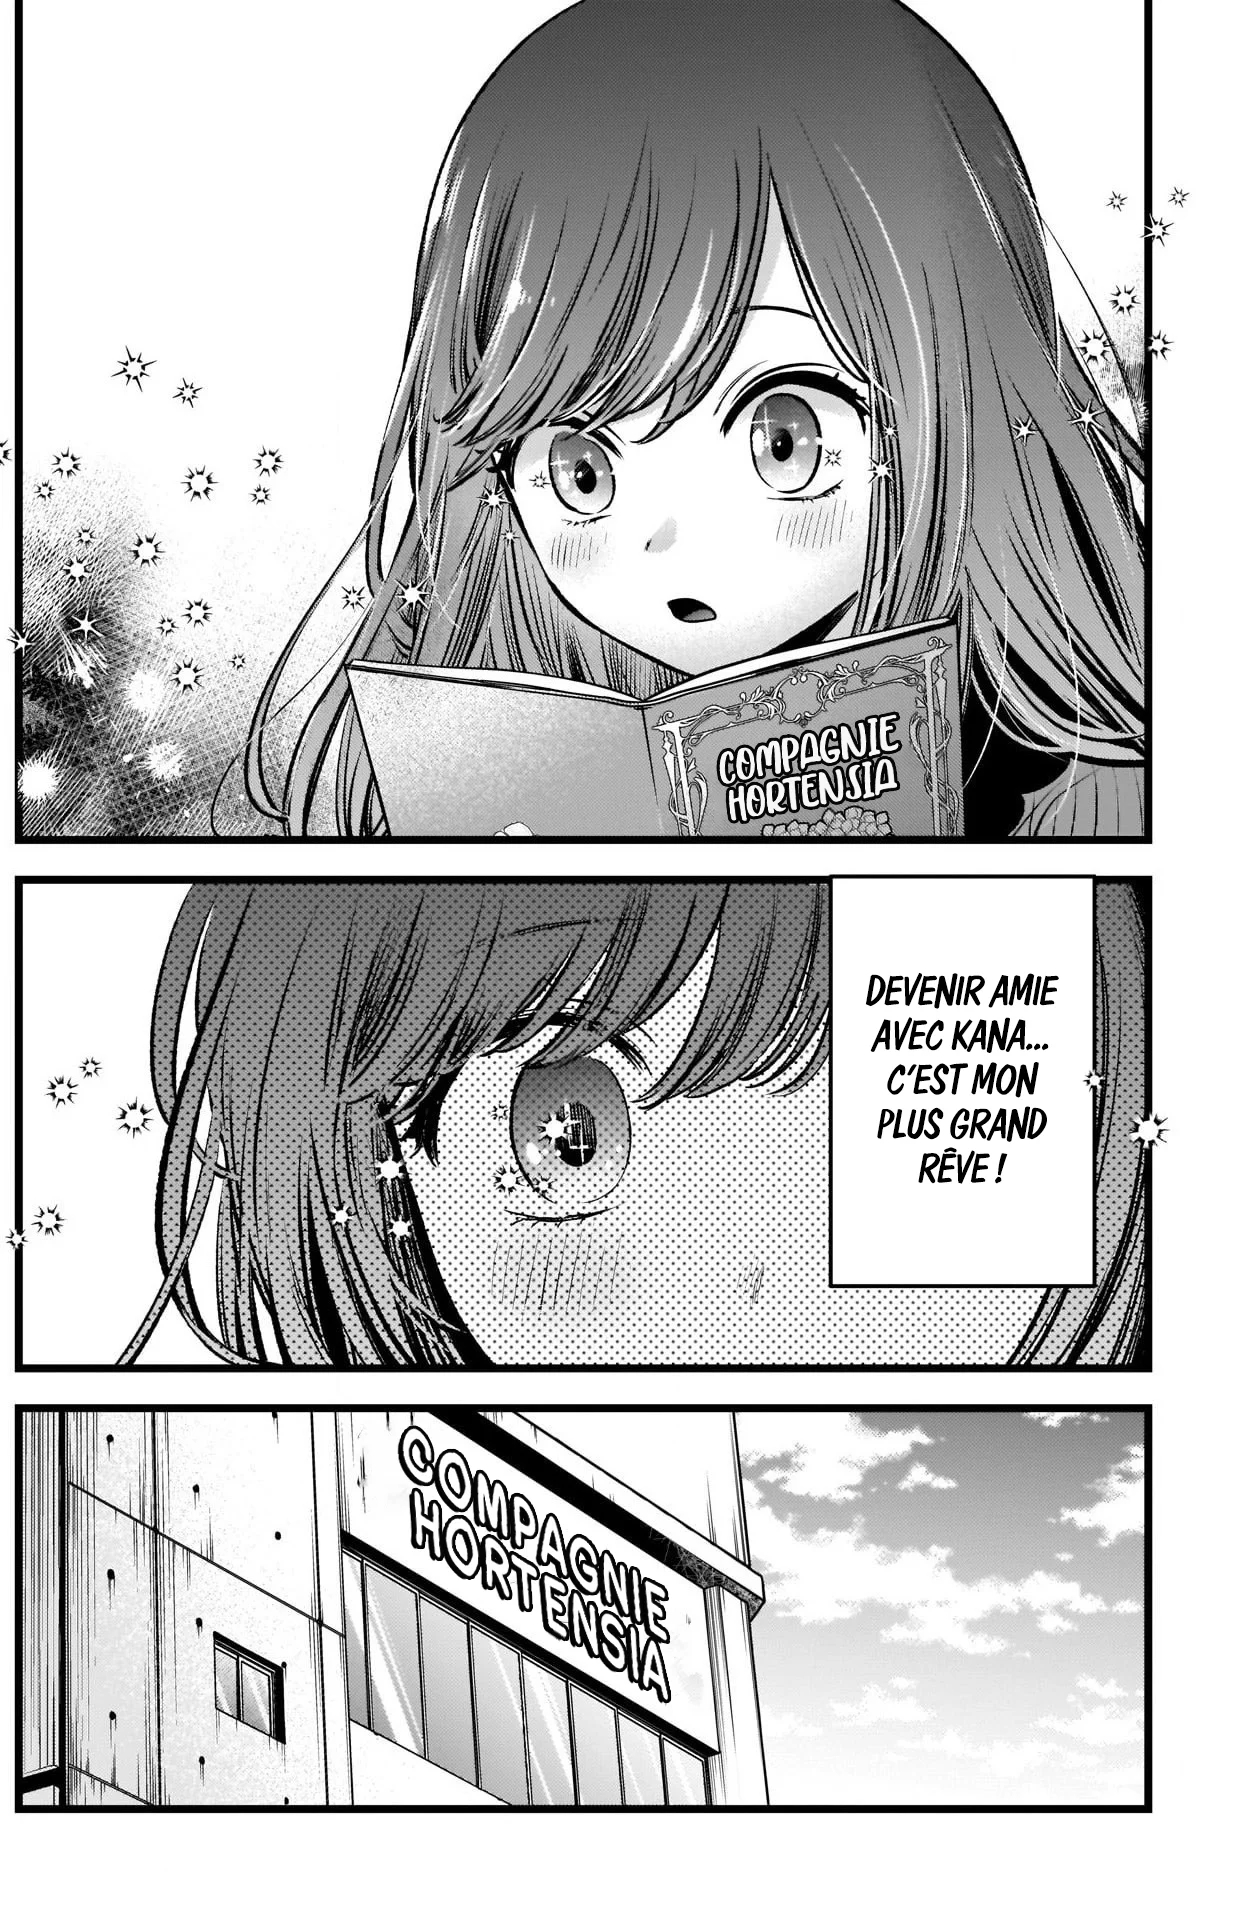 COMPAGNIE
HORTENSIA
DEVENIR AMIE
AVEC KANA...
C'EST MON
PLUS GRAND
RÊVE !
COMPAGNIE
HORTENSIA